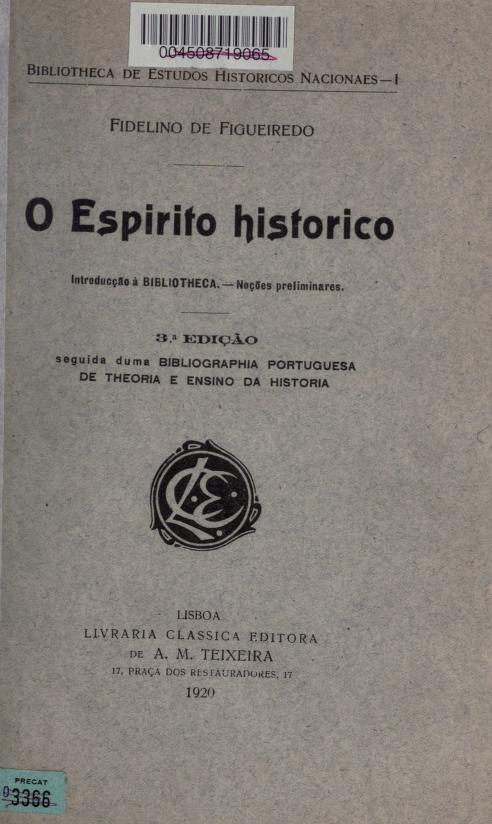 004508719065
BIBLIOTHECA DE ESTUDOS HISTORICOS NACIONAES—I
FIDELINO DE FIGUEIREDO
O Espirito historico
Introducção á BIBLIOTHECA.—Noções preliminares.
3.ª EDIÇÃO
seguida duma BIBLIOGRAPHIA PORTUGUESA
DE THEORIA E ENSINO DA HISTORIA
LCE
LISBOA
LIVRARIA CLASSICA EDITORA
DE A. M. TEIXEIRA
17, PRAÇA DOS RESTAURADORES, 17
1920
PRECAT
03366